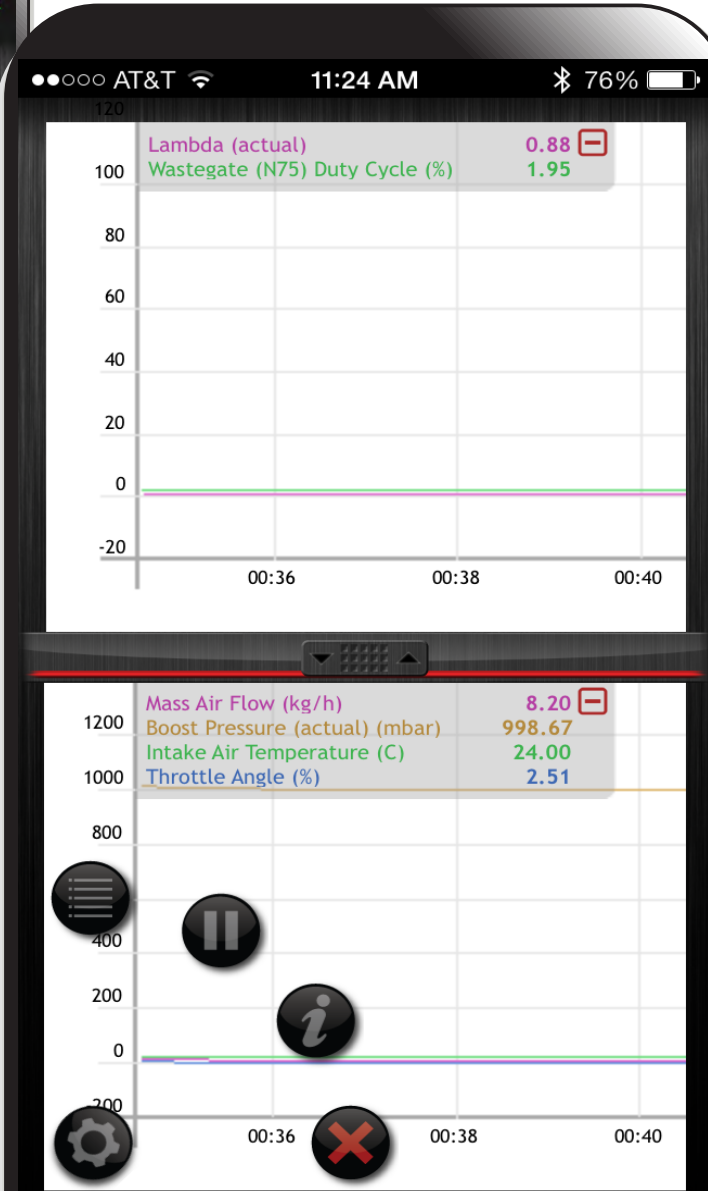 AT&T 11:24 AM 76%
120
Lambda (actual) 0.88
Wastegate (N75) Duty Cycle (%) 1.95
100
80
60
40
20
0
-20
00:36 00:38 00:40
Mass Air Flow (kg/h) 8.20
1200
Boost Pressure (actual) (mbar) 998.67
Intake Air Temperature (C) 24.00
1000
Throttle Angle (%) 2.51
800
400
200
i
0
-200
00:36 00:38 00:40